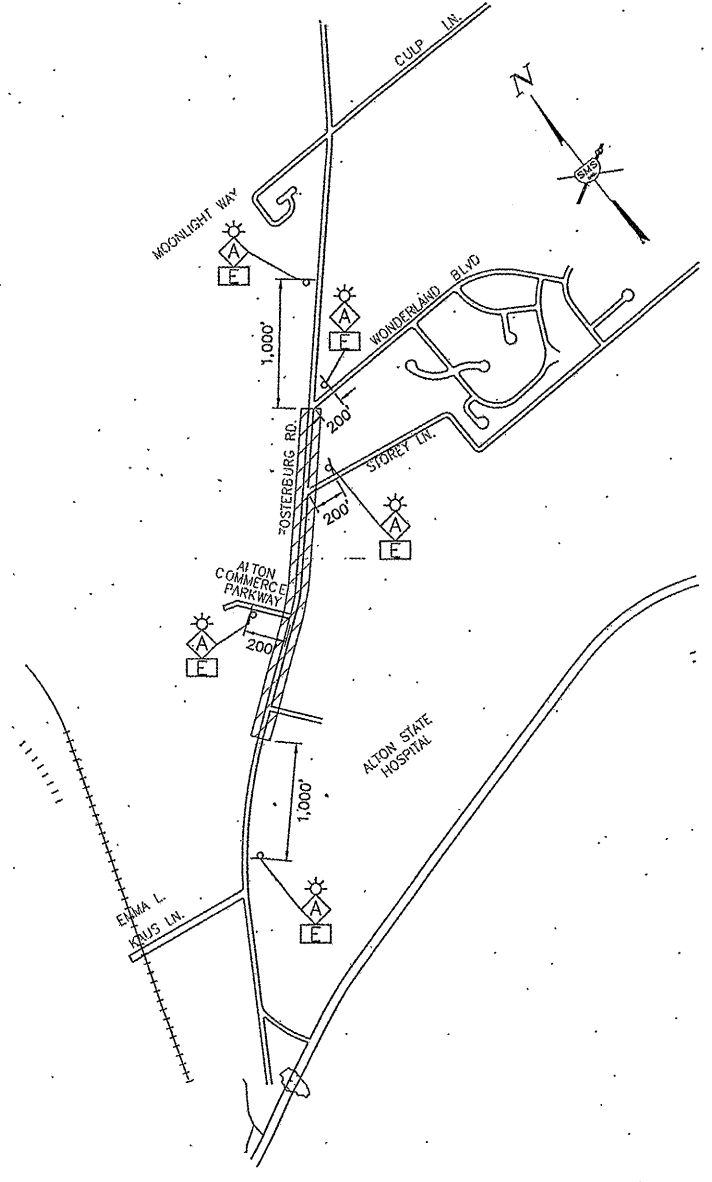 CULP LN.
N
SMS
MOONLIGHT WAY
A
E
WONDERLAND BLVD
A
E
1,000'
200'
FOSTERBURG RD.
STOREY LN.
200'
A
E
ALTON
COMMERCE
PARKWAY
A
E
200'
ALTON STATE
HOSPITAL
1,000'
A
E
EMMA L.
KAUS LN.